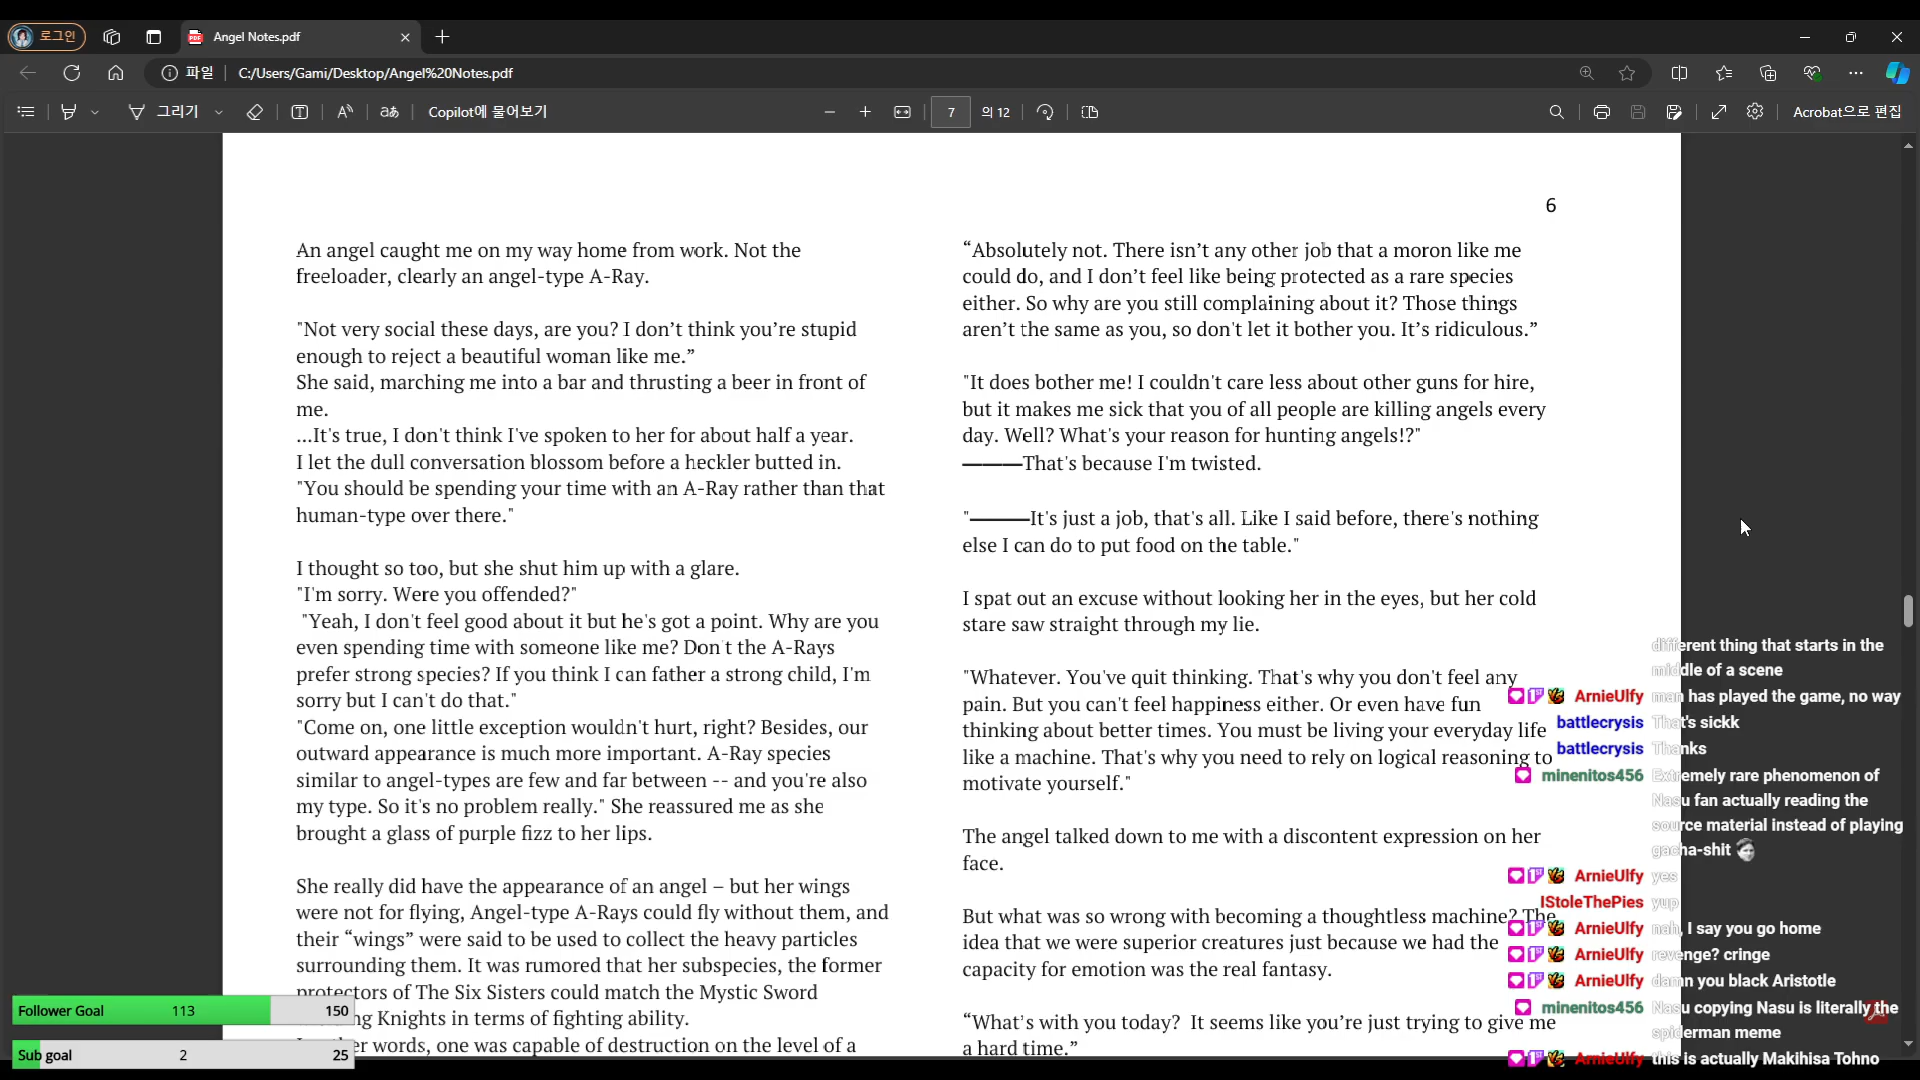 로그인
Angel Notes.pdf
파일
C:/Users/Gami/Desktop/Angel%20Notes.pdf
그리기
Copilot에 물어보기
7
의 12
Acrobat으로 편집
6
An angel caught me on my way home from work. Not the
freeloader, clearly an angel-type A-Ray.
"Not very social these days, are you? I don’t think you’re stupid
enough to reject a beautiful woman like me.”
She said, marching me into a bar and thrusting a beer in front of
me.
...It's true, I don't think I've spoken to her for about half a year.
I let the dull conversation blossom before a heckler butted in.
"You should be spending your time with an A-Ray rather than that
human-type over there."
I thought so too, but she shut him up with a glare.
"I'm sorry. Were you offended?"
"Yeah, I don't feel good about it but he's got a point. Why are you
even spending time with someone like me? Don't the A-Rays
prefer strong species? If you think I can father a strong child, I'm
sorry but I can't do that."
"Come on, one little exception wouldn't hurt, right? Besides, our
outward appearance is much more important. A-Ray species
similar to angel-types are few and far between -- and you're also
my type. So it's no problem really." She reassured me as she
brought a glass of purple fizz to her lips.
She really did have the appearance of an angel – but her wings
were not for flying, Angel-type A-Rays could fly without them, and
their “wings” were said to be used to collect the heavy particles
surrounding them. It was rumored that her subspecies, the former
protectors of The Six Sisters could match the Mystic Sword
Knights in terms of fighting ability.
words, one was capable of destruction on the level of a
“Absolutely not. There isn’t any other job that a moron like me
could do, and I don’t feel like being protected as a rare species
either. So why are you still complaining about it? Those things
aren’t the same as you, so don't let it bother you. It’s ridiculous.”
"It does bother me! I couldn't care less about other guns for hire,
but it makes me sick that you of all people are killing angels every
day. Well? What's your reason for hunting angels!?"
———That's because I'm twisted.
"———It's just a job, that's all. Like I said before, there's nothing
else I can do to put food on the table."
I spat out an excuse without looking her in the eyes, but her cold
stare saw straight through my lie.
"Whatever. You've quit thinking. That's why you don't feel any
pain. But you can't feel happiness either. Or even have fun
thinking about better times. You must be living your everyday life
like a machine. That's why you need to rely on logical reasoning to
motivate yourself."
The angel talked down to me with a discontent expression on her
face.
But what was so wrong with becoming a thoughtless machine? The
idea that we were superior creatures just because we had the
capacity for emotion was the real fantasy.
“What’s with you today? It seems like you’re just trying to give me
a hard time.”
different thing that starts in the
middle of a scene
ArnieUlfy man has played the game, no way
battlecrysis That's sickk
battlecrysis Thanks
minenitos456 Extremely rare phenomenon of
Nasu fan actually reading the
source material instead of playing
gacha-shit
ArnieUlfy yes
IStoleThePies yup
ArnieUlfy nah, I say you go home
ArnieUlfy revenge? cringe
ArnieUlfy damn you black Aristotle
minenitos456 Nasu copying Nasu is literally the
spiderman meme
ArnieUlfy this is actually Makihisa Tohno
Follower Goal 113 150
Sub goal 2 25